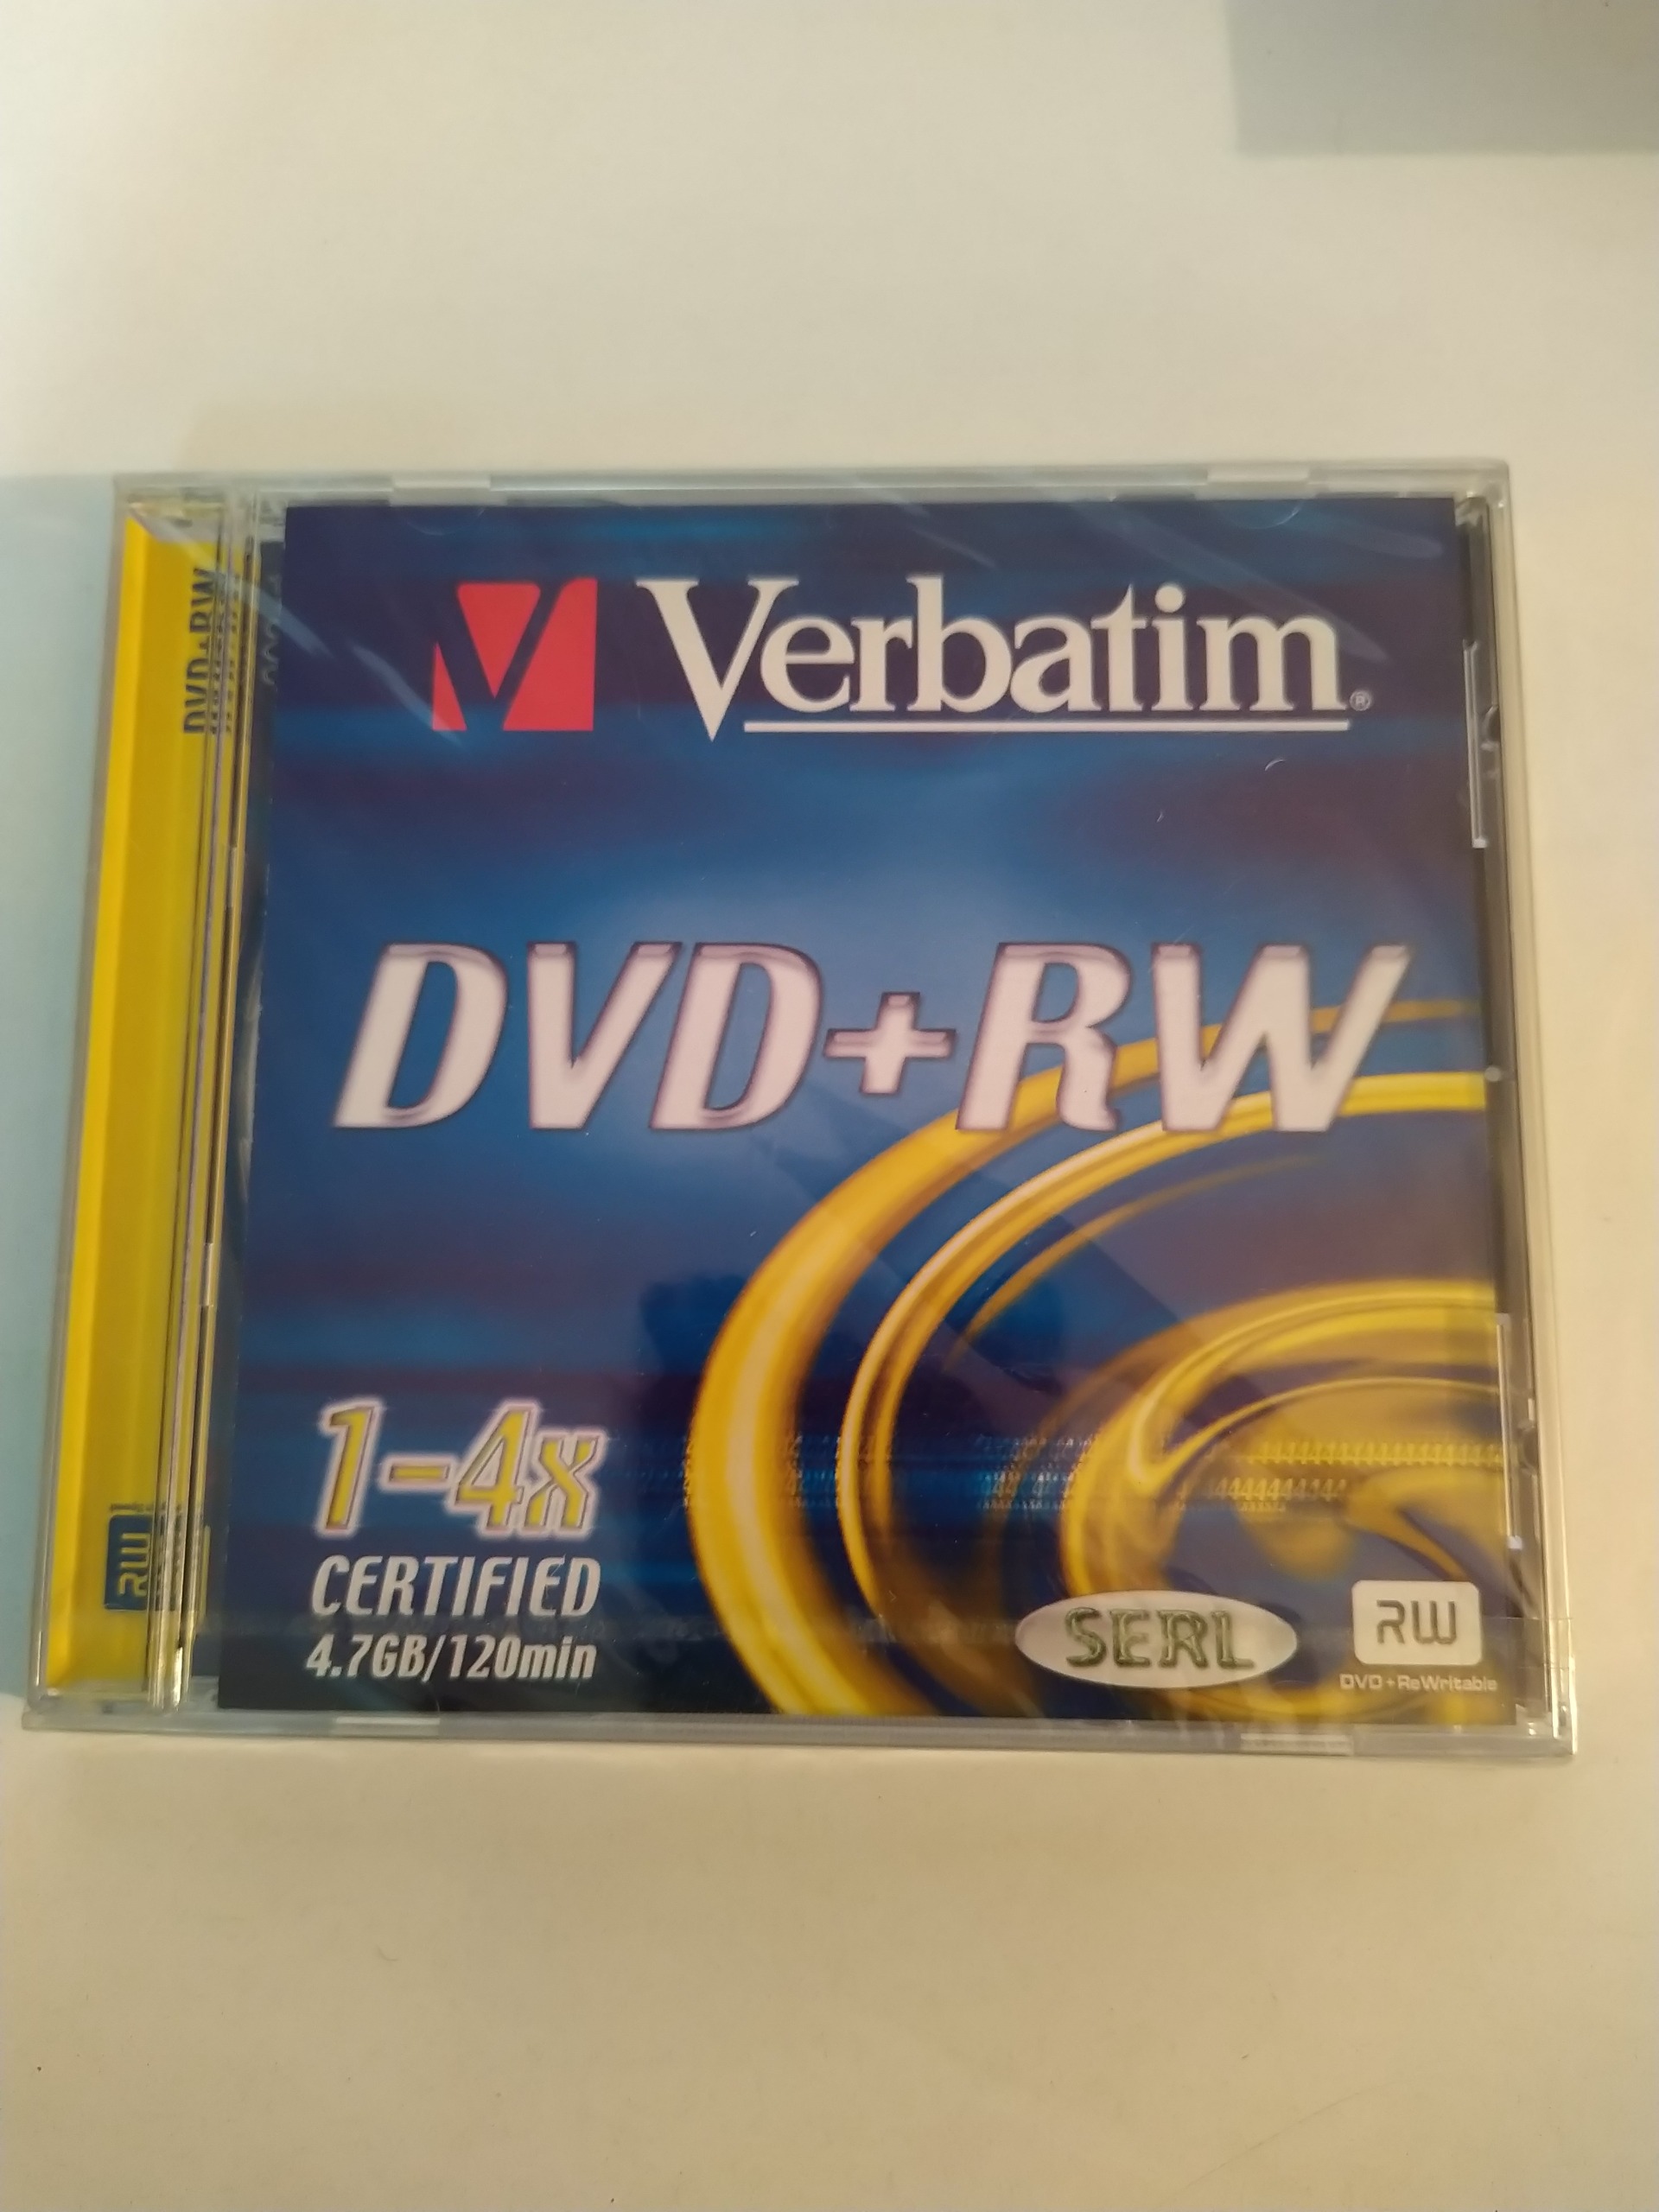 Verbatim®
DVD+RW
1-4x
CERTIFIED
4.7GB/120min
SERL
RW
DVD+ReWritable
DVD+RW
RW